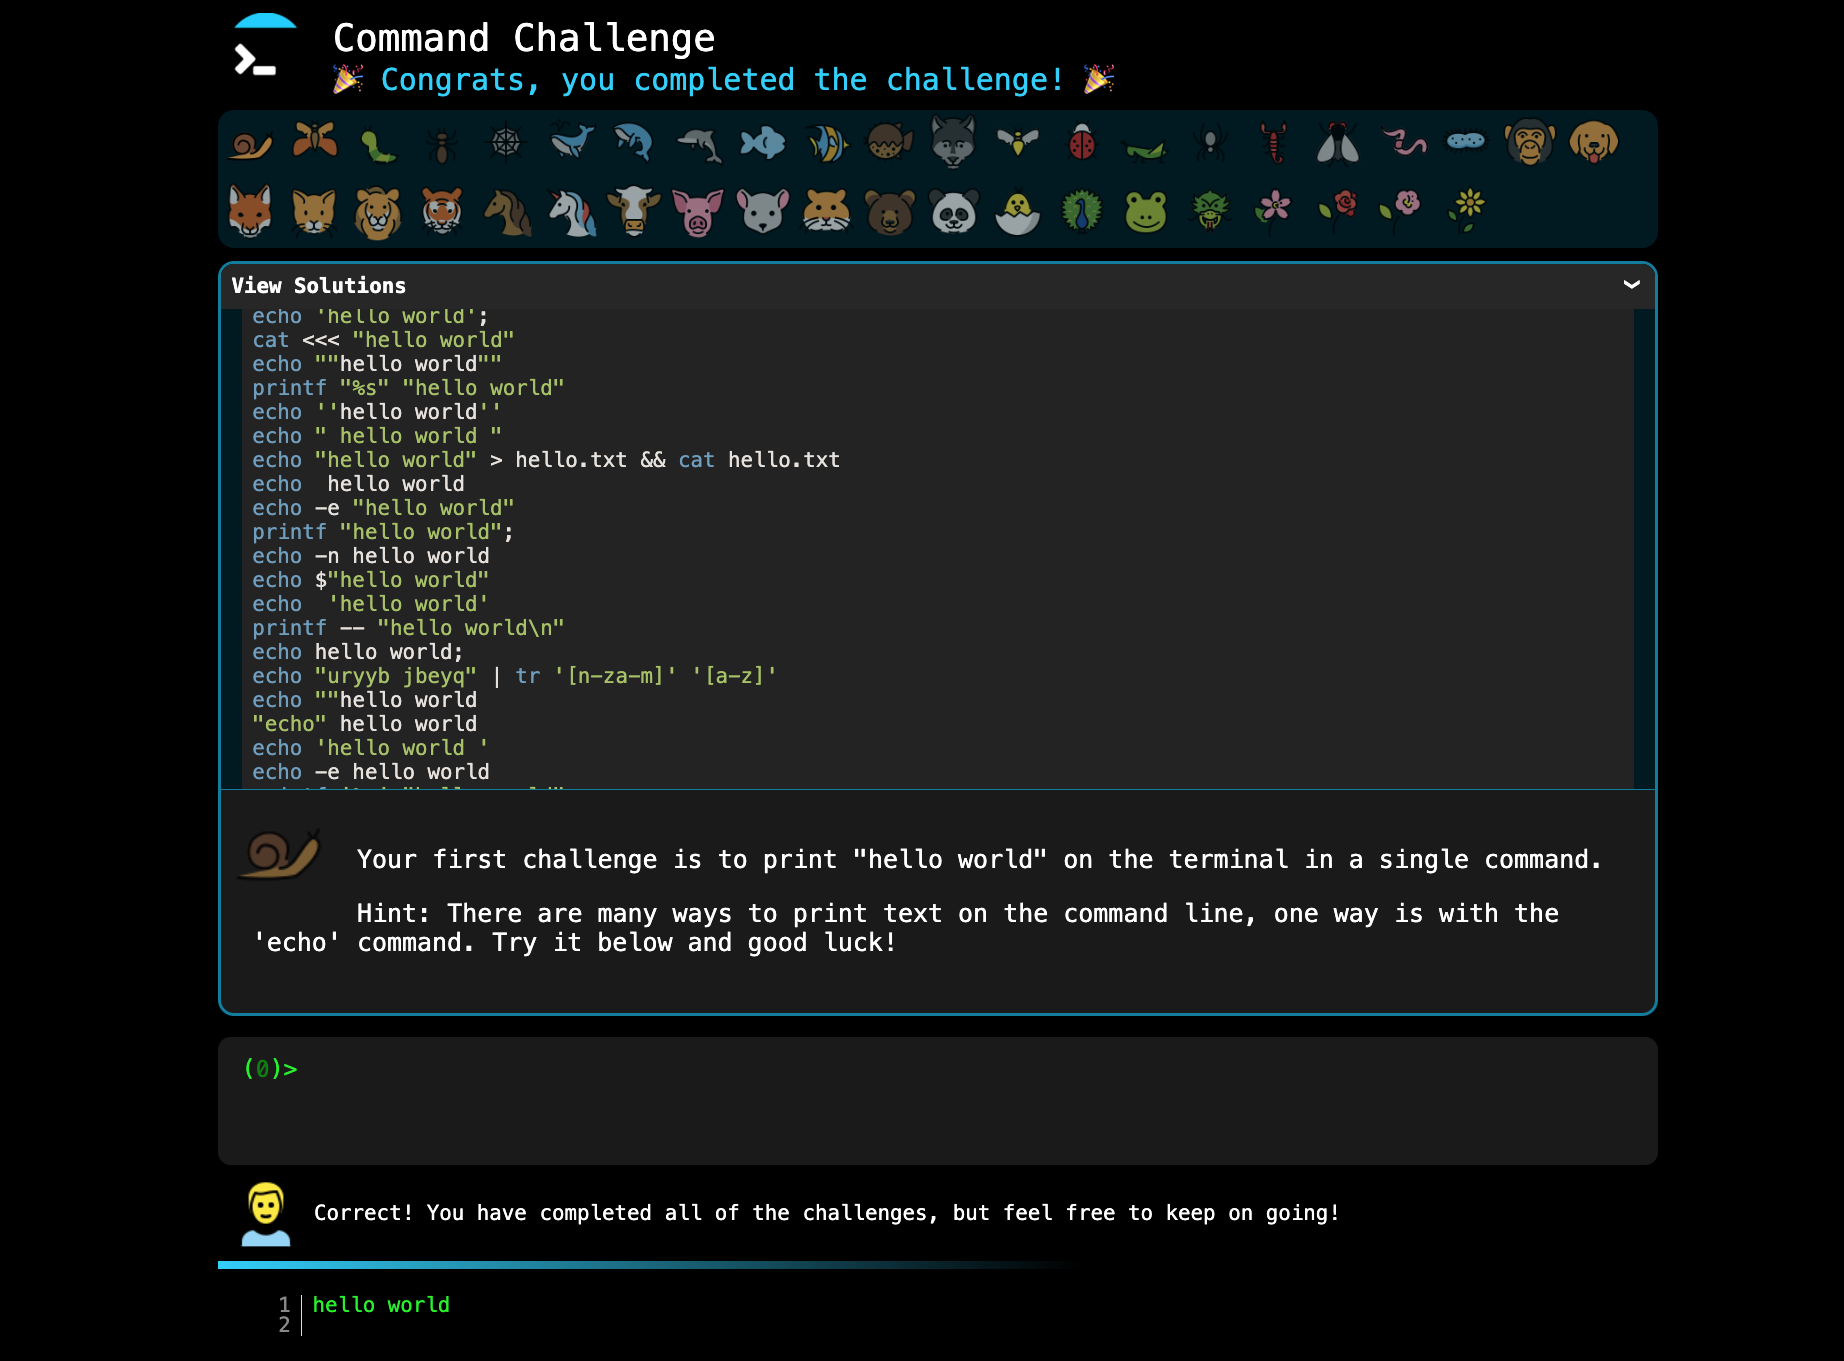 Command Challenge
🎉 Congrats, you completed the challenge! 🎉
View Solutions
echo 'hello world';
cat <<< "hello world"
echo ""hello world""
printf "%s" "hello world"
echo ''hello world''
echo " hello world "
echo "hello world" > hello.txt && cat hello.txt
echo  hello world
echo -e "hello world"
printf "hello world";
echo -n hello world
echo $"hello world"
echo  'hello world'
printf -- "hello world\n"
echo hello world;
echo "uryyb jbeyq" | tr '[n-za-m]' '[a-z]'
echo ""hello world
"echo" hello world
echo 'hello world '
echo -e hello world
Your first challenge is to print "hello world" on the terminal in a single command.
Hint: There are many ways to print text on the command line, one way is with the
'echo' command. Try it below and good luck!
(0)>
Correct! You have completed all of the challenges, but feel free to keep on going!
1 hello world
2